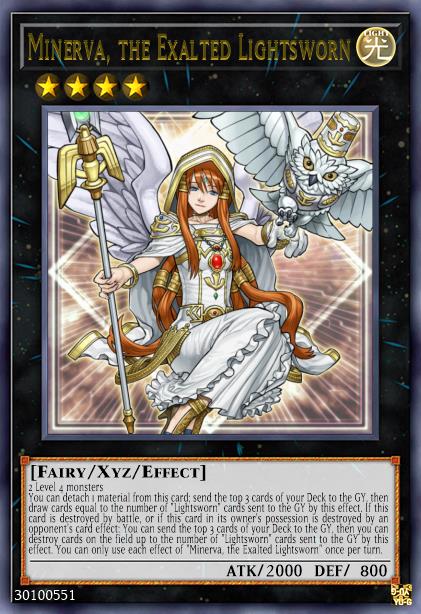 Minerva, the Exalted Lightsworn
LIGHT
光
[Fairy/Xyz/Effect]
2 Level 4 monsters
You can detach 1 material from this card; send the top 3 cards of your Deck to the GY, then
draw cards equal to the number of "Lightsworn" cards sent to the GY by this effect. If this
card is destroyed by battle, or if this card in its owner's possession is destroyed by an
opponent's card effect: You can send the top 3 cards of your Deck to the GY, then you can
destroy cards on the field up to the number of "Lightsworn" cards sent to the GY by this
effect. You can only use each effect of "Minerva, the Exalted Lightsworn" once per turn.
ATK/2000 DEF/ 800
30100551